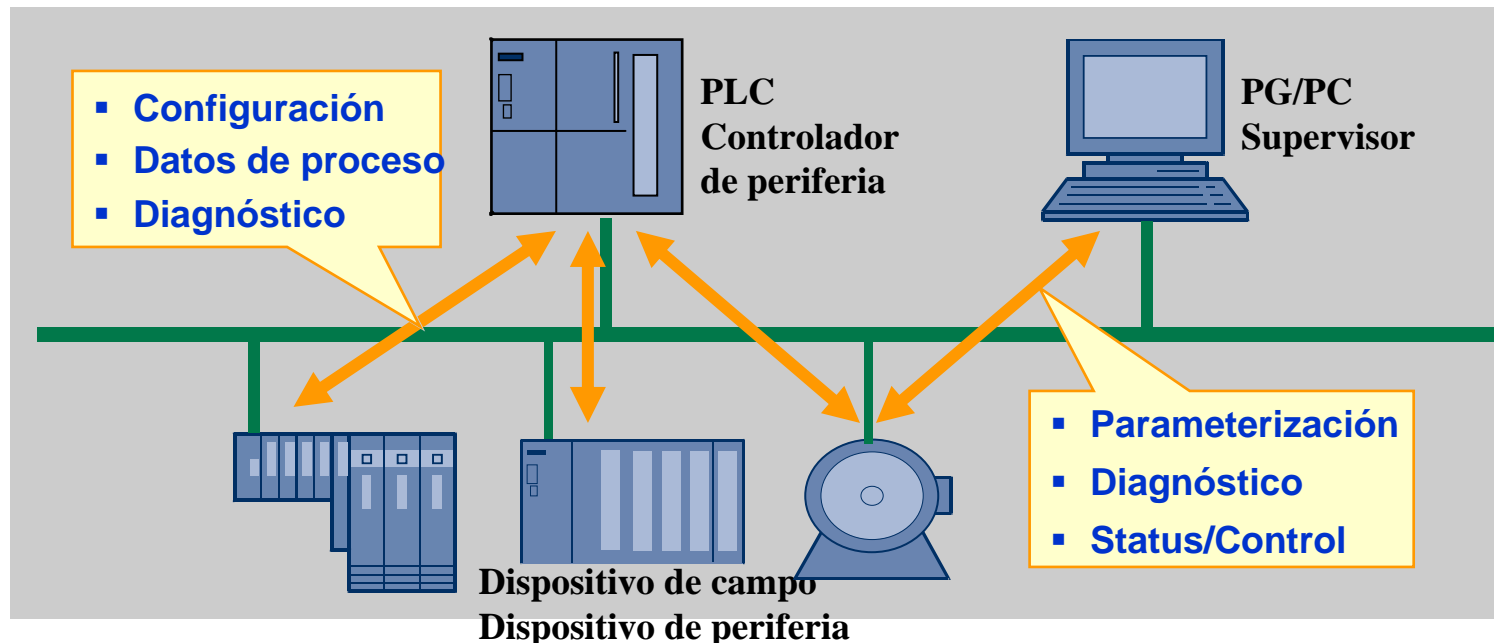 ▪ Configuración
▪ Datos de proceso
▪ Diagnóstico
PLC
Controlador
de periferia
PG/PC
Supervisor
▪ Parameterización
▪ Diagnóstico
▪ Status/Control
Dispositivo de campo
Dispositivo de periferia